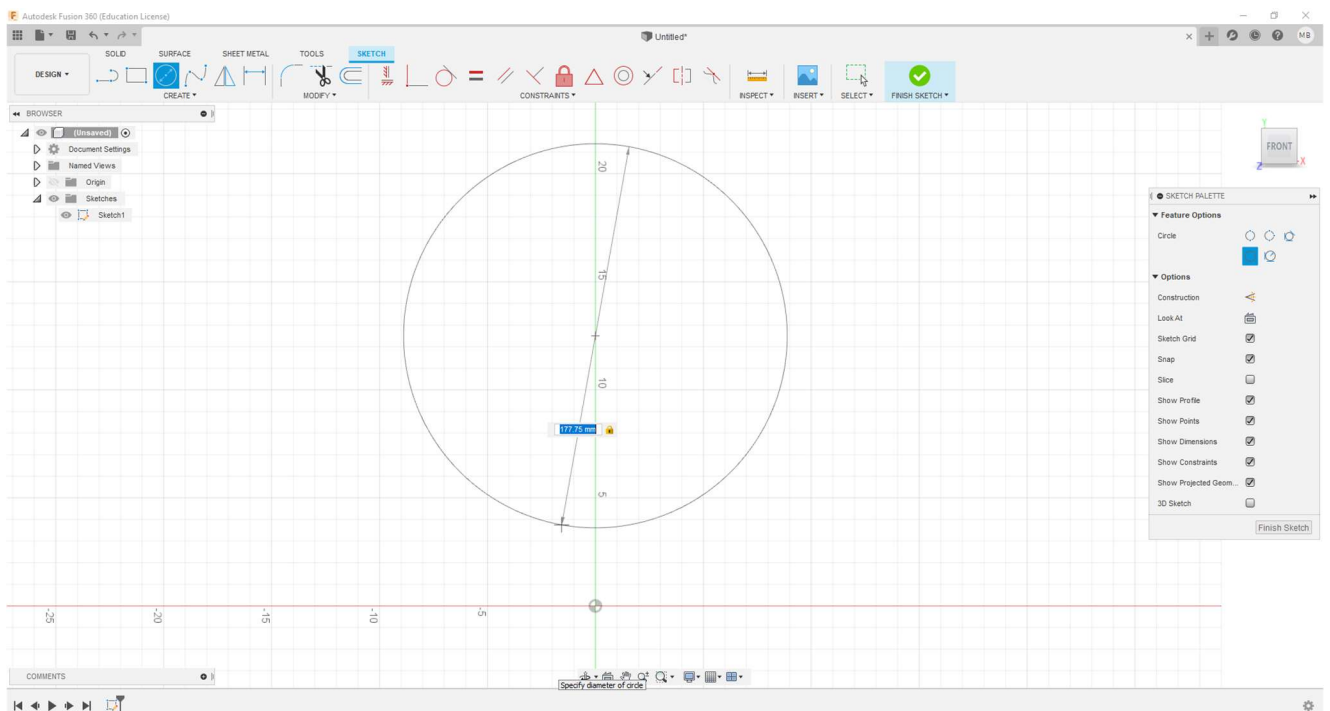 Autodesk Fusion 360 (Education License)
Untitled*
MB
SOLID SURFACE SHEET METAL TOOLS SKETCH
DESIGN
CREATE MODIFY CONSTRAINTS INSPECT INSERT SELECT FINISH SKETCH
BROWSER
(Unsaved)
Document Settings
Named Views
Origin
Sketches
Sketch1
Y
FRONT
X
Z
SKETCH PALETTE
Feature Options
Circle
Options
Construction
Look At
Sketch Grid
Snap
Slice
Show Profile
Show Points
Show Dimensions
Show Constraints
Show Projected Geom...
3D Sketch
Finish Sketch
20
15
10
177.75 mm
5
-25 -20 -15 -10 -5
COMMENTS
Specify diameter of circle